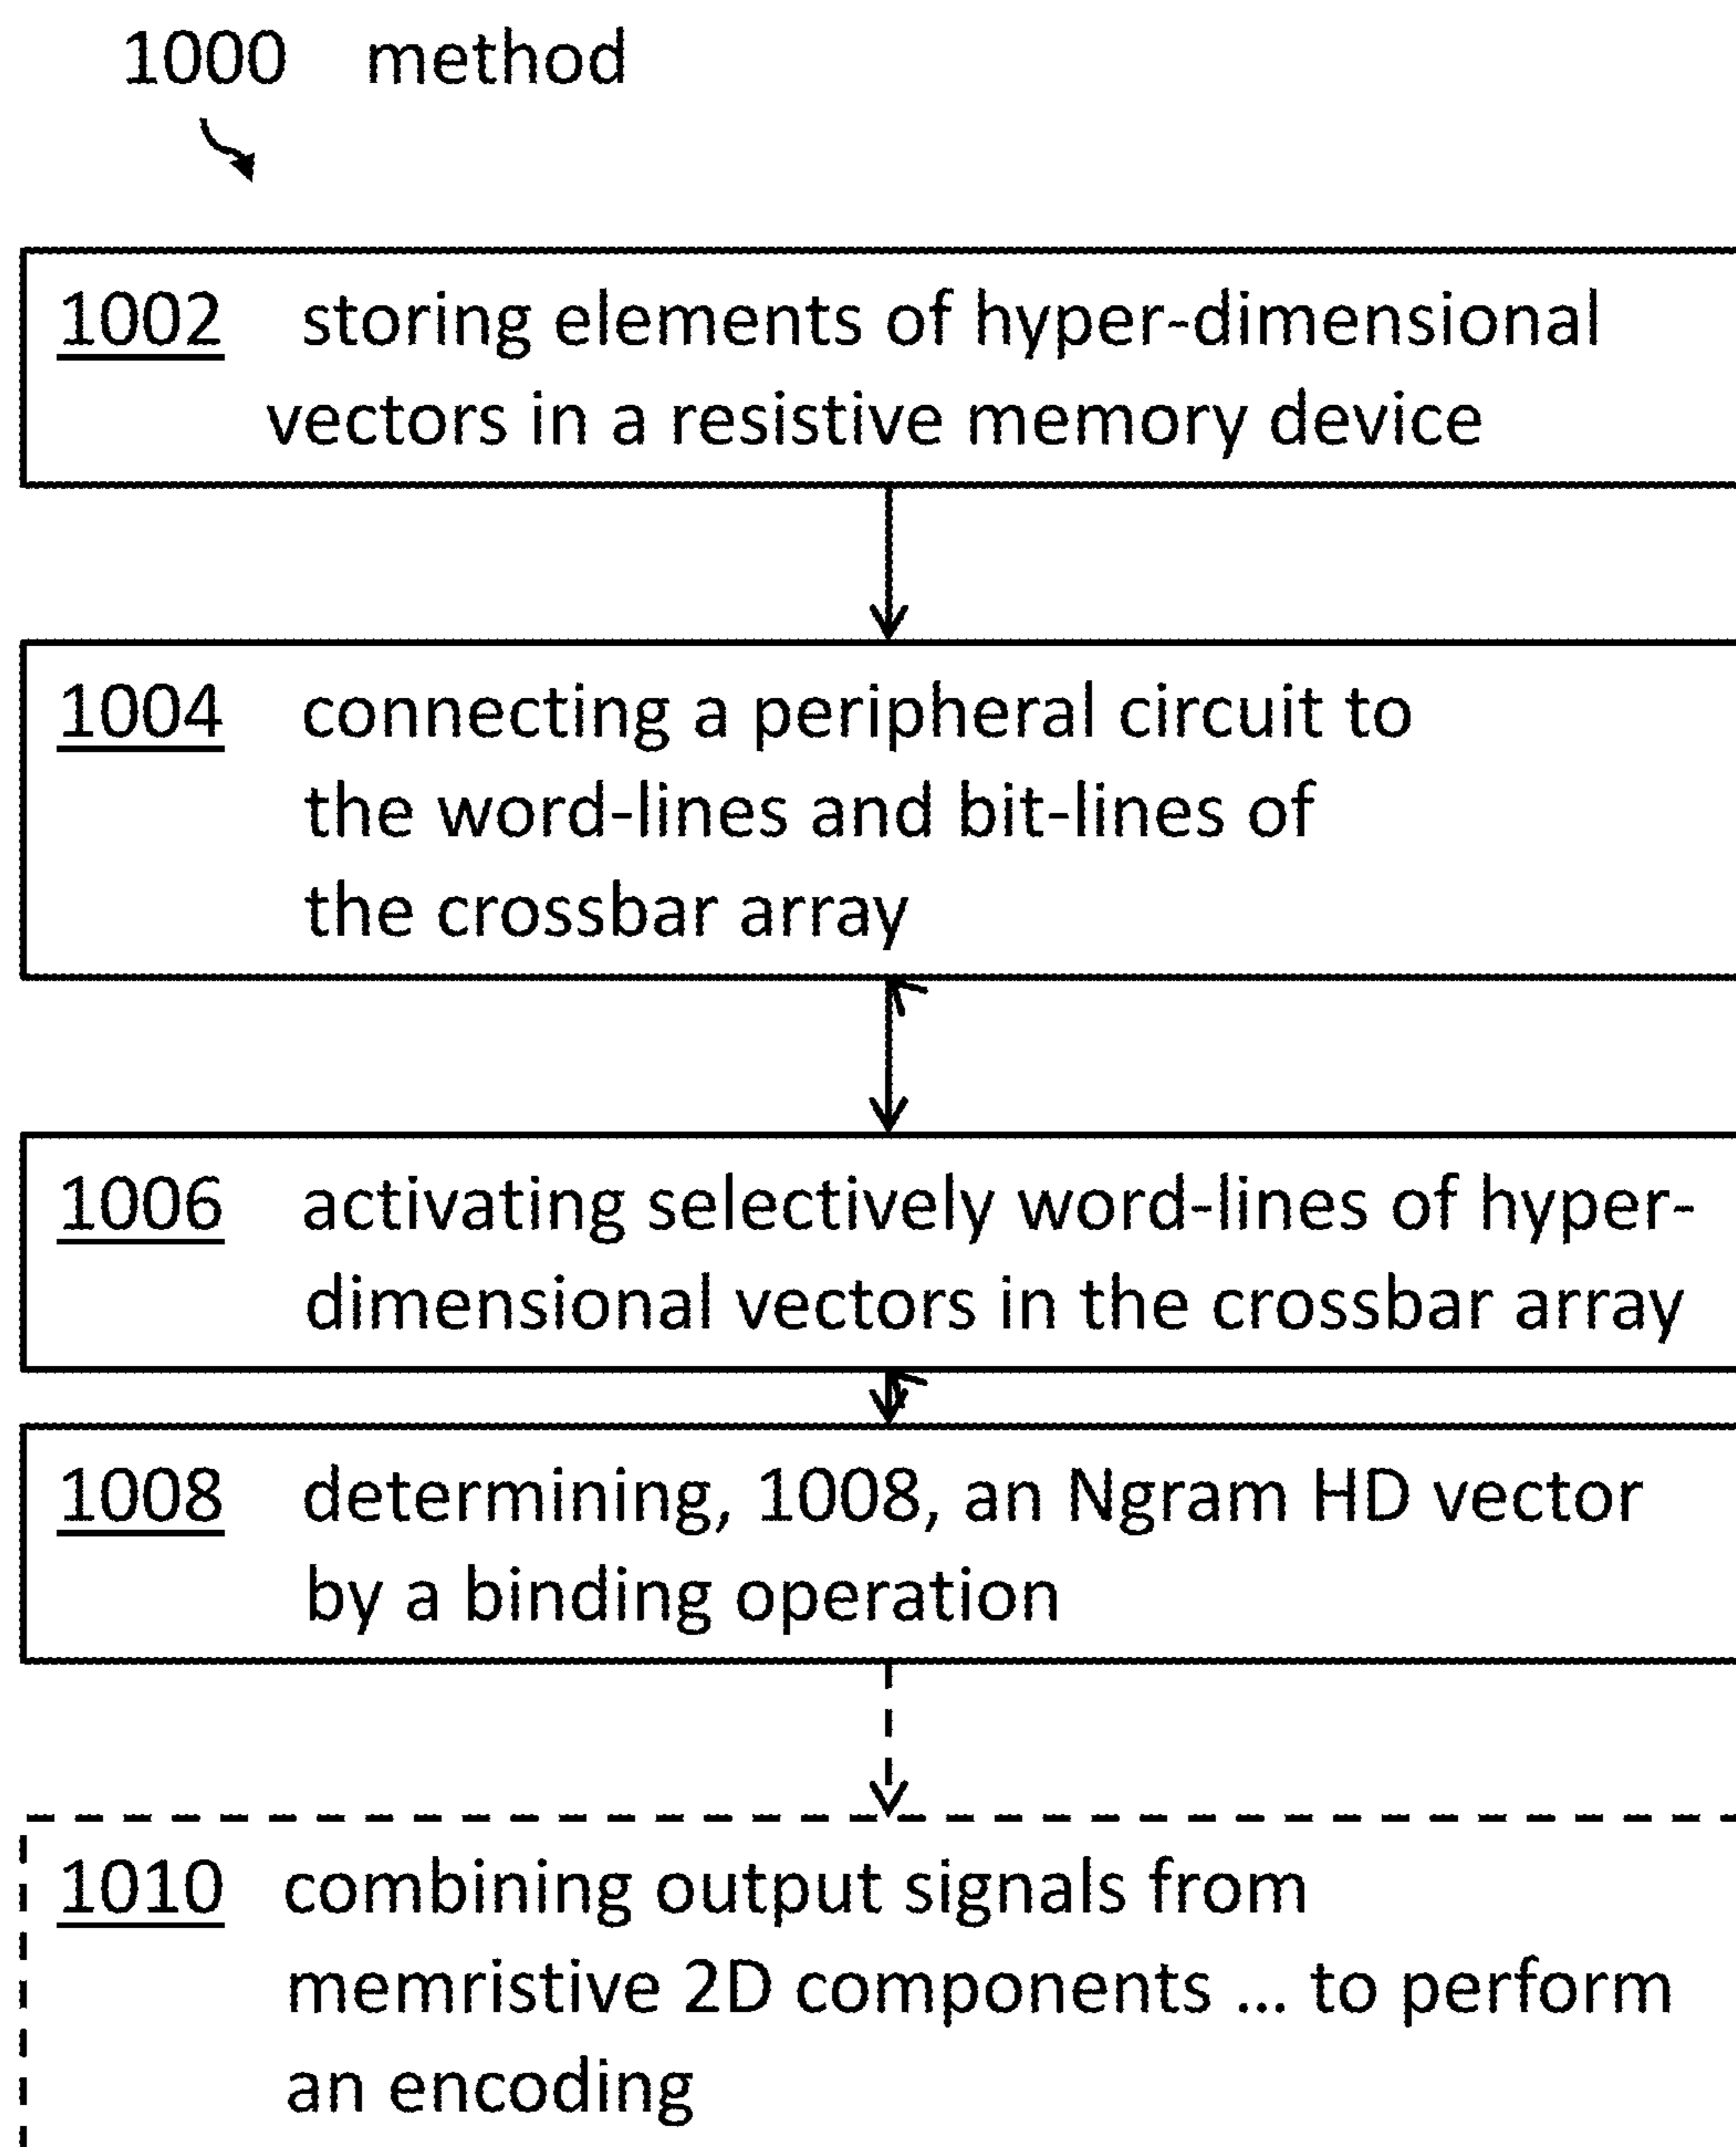 1000 method
1002 storing elements of hyper-dimensional
vectors in a resistive memory device
1004 connecting a peripheral circuit to
the word-lines and bit-lines of
the crossbar array
1006 activating selectively word-lines of hyper-
dimensional vectors in the crossbar array
1008 determining, 1008, an Ngram HD vector
by a binding operation
1010 combining output signals from
memristive 2D components ... to perform
an encoding